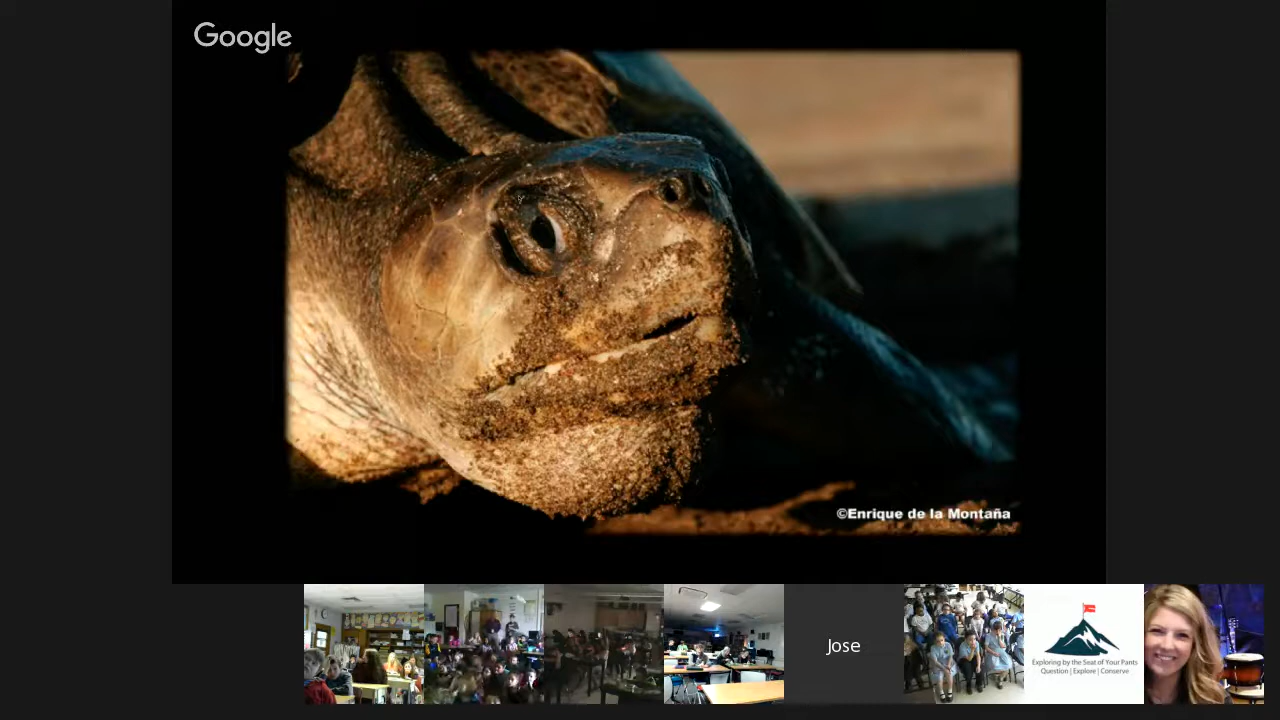 Google
©Enrique de la Montaña
Jose
Exploring by the Seat of Your Pants
Question | Explore | Conserve